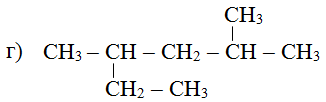 CH₃
г) CH₃ – CH – CH₂ – CH – CH₃
CH₂ – CH₃